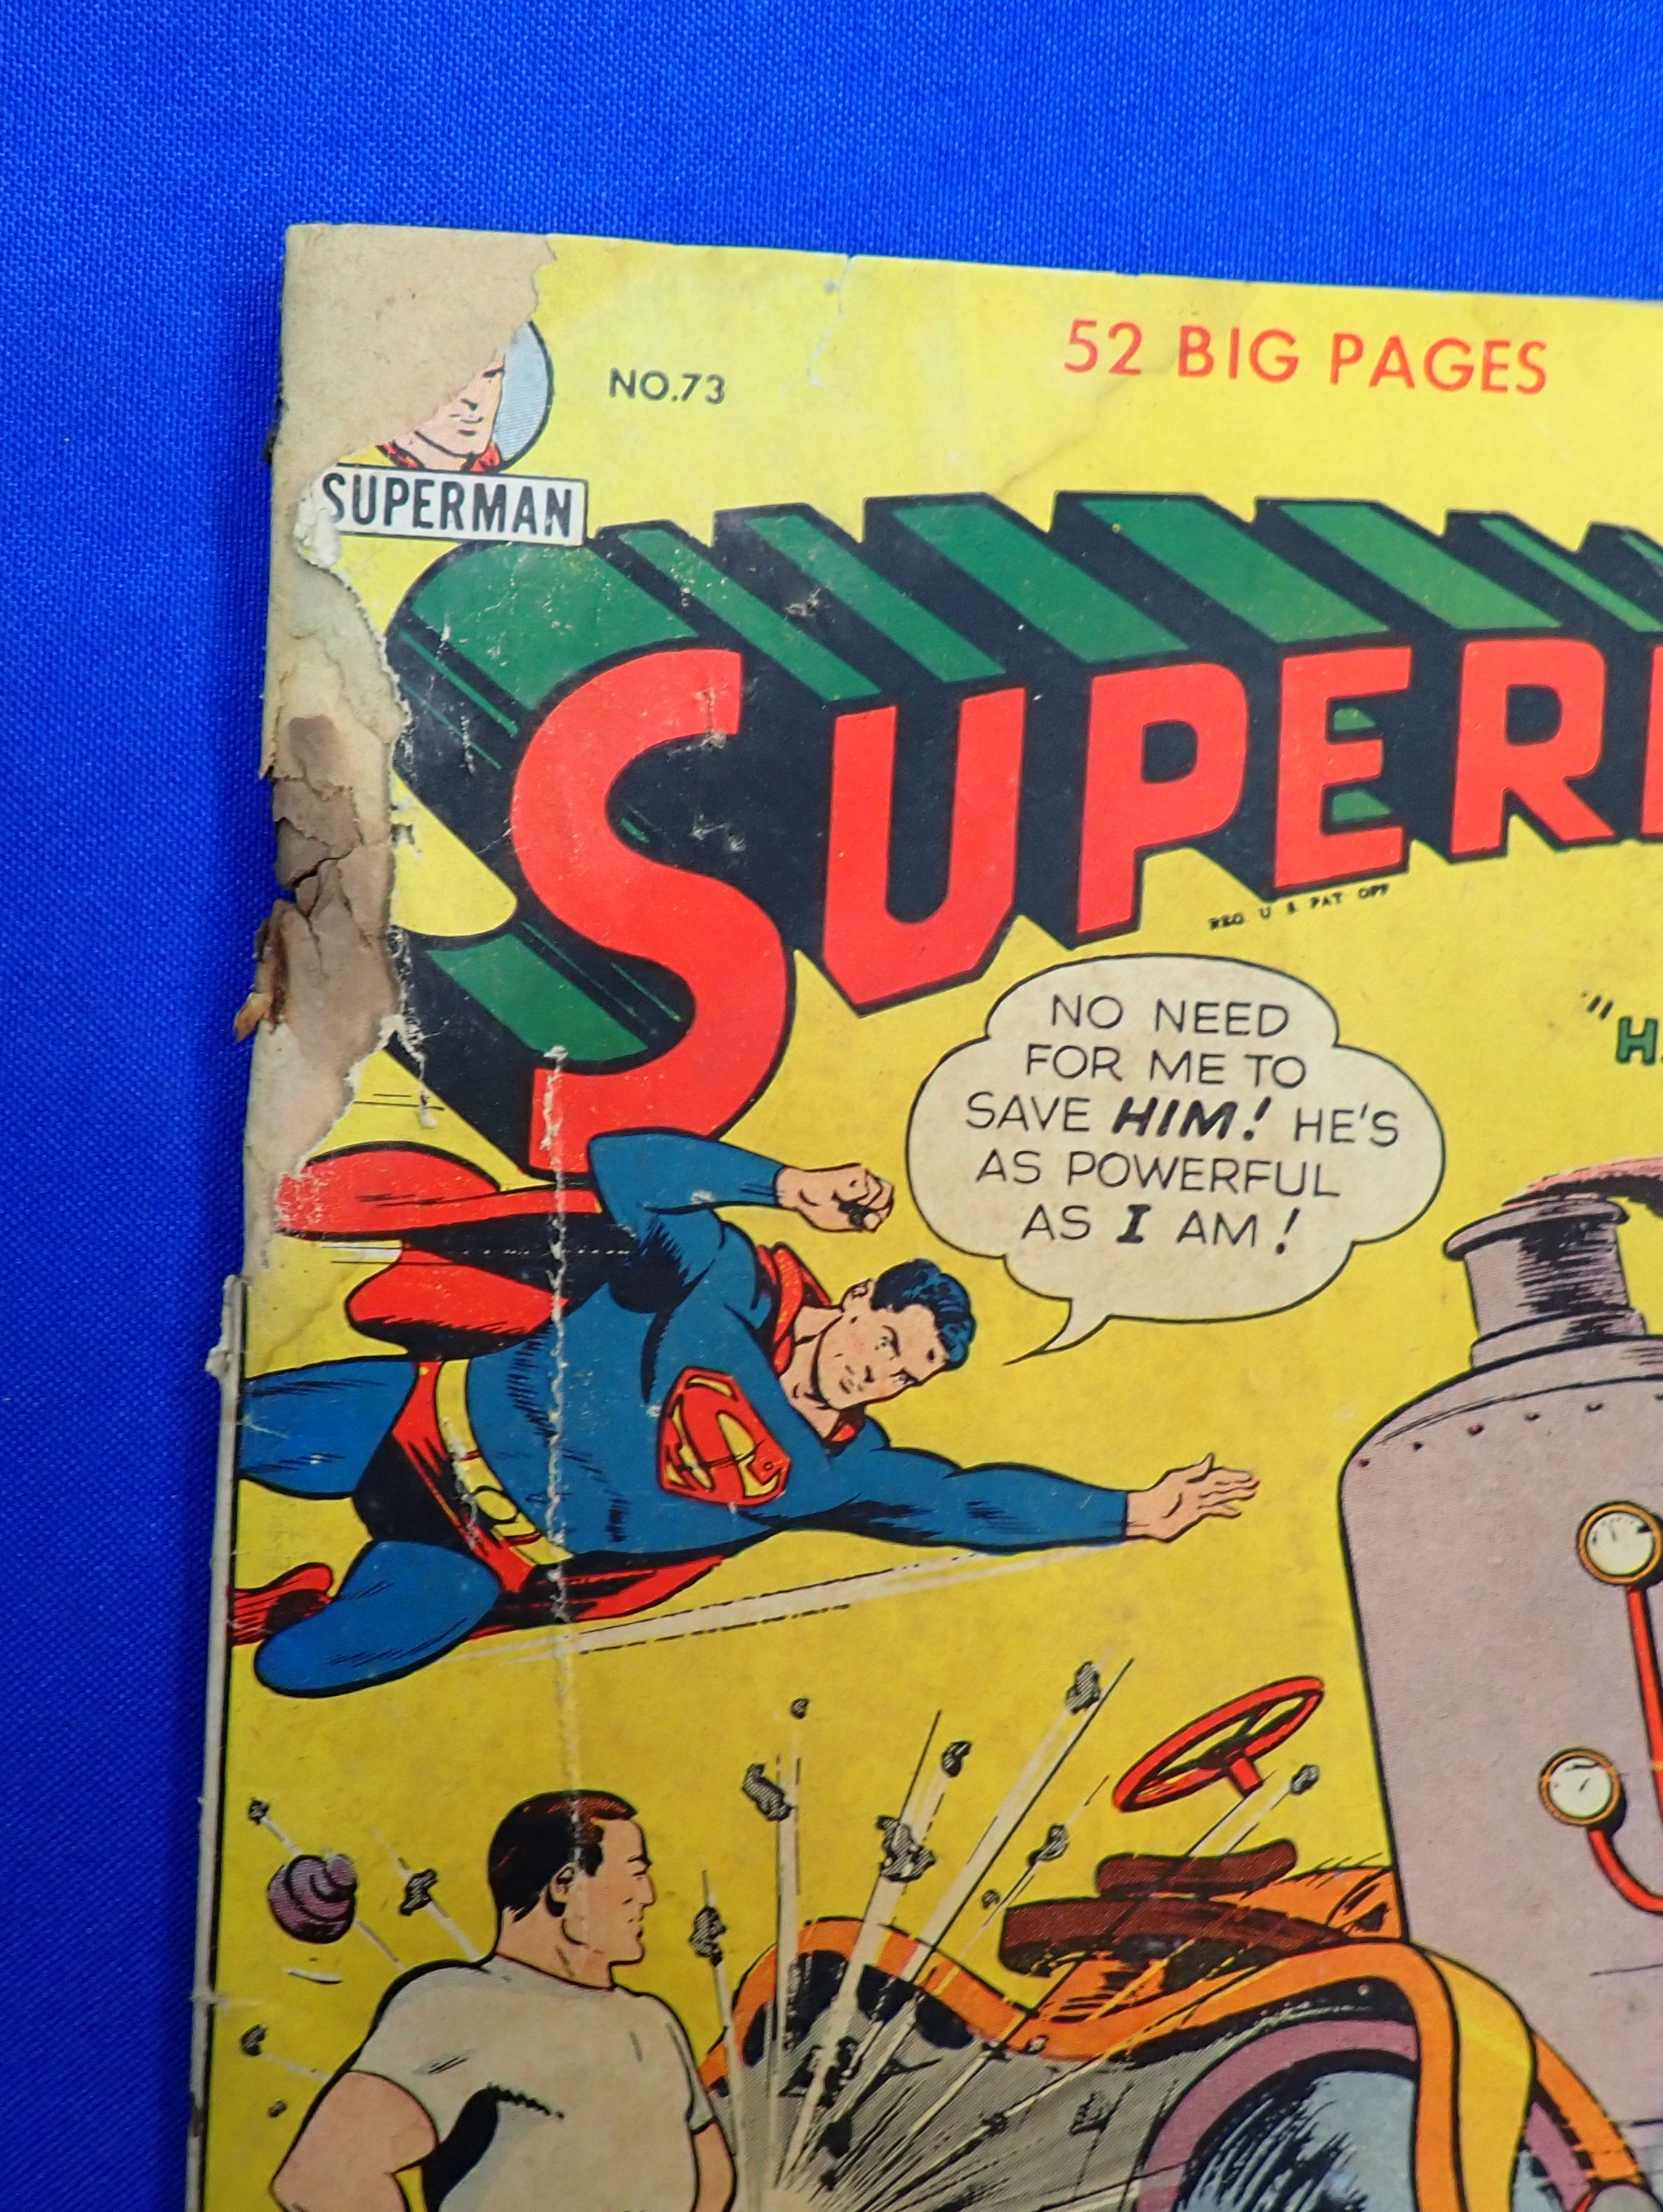 NO.73
52 BIG PAGES
SUPERMAN
SUPER
REG. U. S. PAT. OFF.
NO NEED
FOR ME TO
SAVE HIM! HE'S
AS POWERFUL
AS I AM!
"H
S